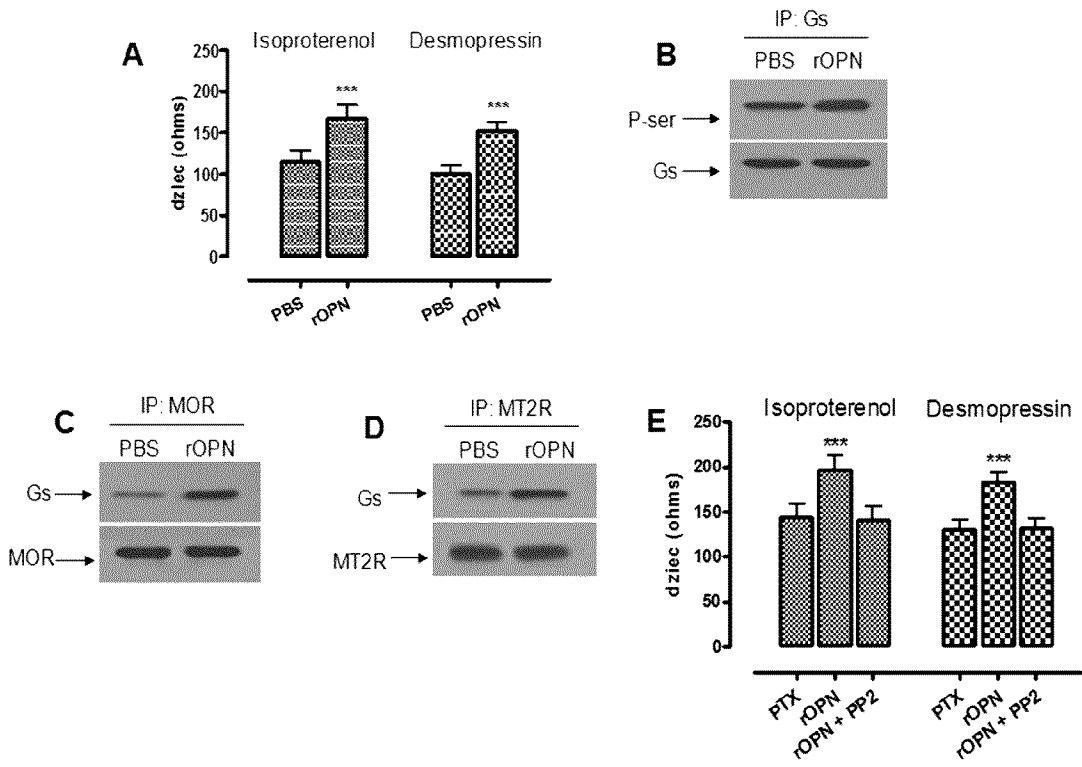 A
Isoproterenol
Desmopressin
dziec (ohms)
250
200
150
100
50
0
***
***
PBS
rOPN
PBS
rOPN
B
IP: Gs
PBS rOPN
P-ser
Gs
C
IP: MOR
PBS rOPN
Gs
MOR
D
IP: MT2R
PBS rOPN
Gs
MT2R
E
Isoproterenol
Desmopressin
dziec (ohms)
250
200
150
100
50
0
***
***
PTX
rOPN
rOPN + PP2
PTX
rOPN
rOPN + PP2